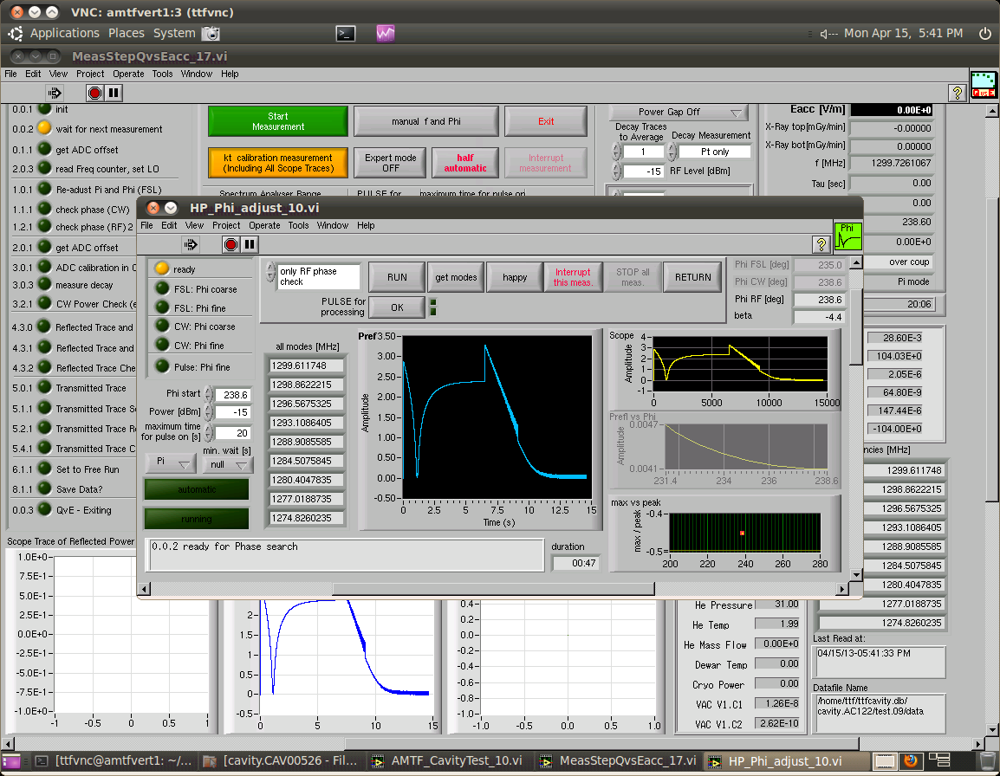 VNC: amtfvert1:3 (ttfvnc)
Applications Places System
Mon Apr 15, 5:41 PM
MeasStepQvsEacc_17.vi
File Edit View Project Operate Tools Window Help
0.0.1 init
0.0.2 wait for next measurement
0.1.1 get ADC offset
2.0.3 read Freq counter, set LO
1.0.1 Re-adjust Pi and Phi (FSL)
1.1.1 check phase (CW)
1.2.1 check phase (RF) 2
2.0.1 get ADC offset
3.0.1 ADC calibration in C
3.0.3 measure decay
3.2.1 CW Power Check (e
4.3.0 Reflected Trace and
4.3.1 Reflected Trace and
4.3.2 Reflected Trace Che
5.0.1 Transmitted Trace
5.1.1 Transmitted Trace Se
5.2.1 Transmitted Trace R
5.4.1 Transmitted Trace C
6.1.1 Set to Free Run
8.1.1 Save Data?
0.0.3 QvE - Exiting
Start
Measurement
manual f and Phi
Exit
kt calibration measurement
(Including All Scope Traces)
Expert mode
OFF
half
automatic
Interrupt
measurement
Spectrum Analyser Range
PULSE for
maximum time for pulse on
Power Gap Off
Decay Traces
to Average
Decay Measurement
1
Pt only
-15
RF Level [dBm]
Eacc [V/m] 0.00E+0
X-Ray top[mGy/min] -0.00000
X-Ray bot[mGy/min] 0.00000
f [MHz] 1299.7261067
Tau [sec] 0.00
0.00
238.60
0.00E+0
over coup
Pi mode
20:06
28.60E-3
104.03E+0
2.05E-6
64.80E-9
147.44E-6
-104.00E+0
ncies [MHz]
1299.611748
1298.8622215
1296.5675325
1293.1086405
1288.9085585
1284.5075845
1280.4047835
1277.0188735
1274.8260235
Last Read at:
04/15/13-05:41:33 PM
Datafile Name
/home/ttf/ttfcavity.db/
cavity.AC122/test.09/data
HP_Phi_adjust_10.vi
File Edit View Project Operate Tools Window Help
Phi
ready
FSL: Phi coarse
FSL: Phi fine
CW: Phi coarse
CW: Phi fine
Pulse: Phi fine
only RF phase
check
RUN
get modes
happy
Interrupt
this meas.
STOP all
meas.
RETURN
PULSE for
processing
OK
Phi FSL [deg] 235.0
Phi CW [deg] 238.6
Phi RF [deg] 238.6
beta -4.4
Phi start 238.6
Power [dBm] -15
maximum time
for pulse on [s] 20
min. wait [s]
Pi
null
automatic
running
all modes [MHz]
1299.611748
1298.8622215
1296.5675325
1293.1086405
1288.9085585
1284.5075845
1280.4047835
1277.0188735
1274.8260235
Pref
3.50
3.00
2.50
2.00
1.50
1.00
0.50
0.00
-0.50
Amplitude
0 2.5 5 7.5 10 12.5 15
Time (s)
Scope
4
3
2
1
0
-1
Amplitude
0 5000 10000 15000
Prefl vs Phi
0.0047
0.0041
Amplitude
231.4 234 236 238.6
max vs peak
-0.4
-0.5
max / peak
200 220 240 260 280
0.0.2 ready for Phase search
duration
00:47
Scope Trace of Reflected Power
1.0E+0
7.5E-1
5.0E-1
2.5E-1
0.0E+0
-2.5E-1
-5.0E-1
-7.5E-1
-1.0E+0
-1 -0.5 0 0.5 1
2
1.5
1
0.5
0
-0.5
0 5 10 15
0.4
0.2
0.0
-0.2
-0.4
-0.6
-0.8
-1.0
-1.0 -0.5 0.0 0.5 1.0
He Pressure 31.00
He Temp 1.99
He Mass Flow 0.00E+0
Dewar Temp 0.00
Cryo Power 0.00
VAC V1.C1 1.26E-8
VAC V1.C2 2.62E-10
[ttfvnc@amtfvert1: ~/...
[cavity.CAV00526 - Fil...
AMTF_CavityTest_10.vi
MeasStepQvsEacc_17.vi
HP_Phi_adjust_10.vi